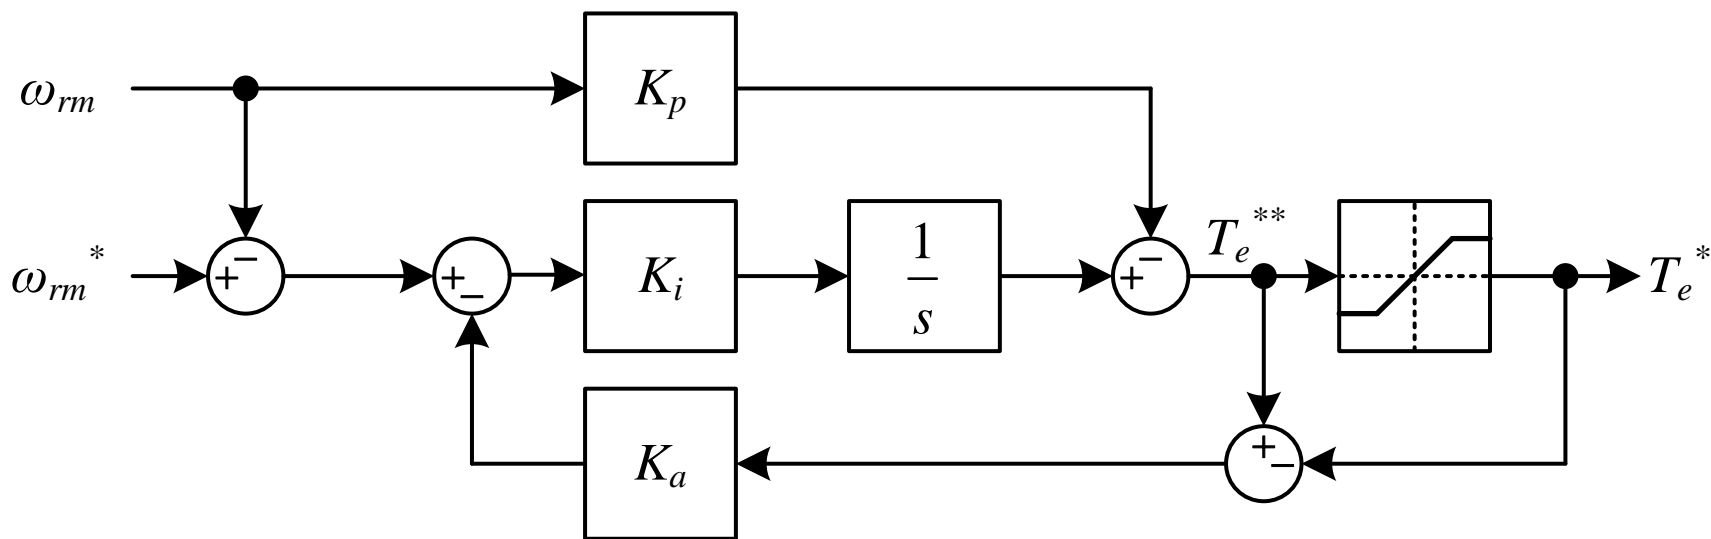 ω_rm
K_p
ω_rm*
+ −
+ −
K_i
1/s
+ −
T_e**
T_e*
K_a
+ −